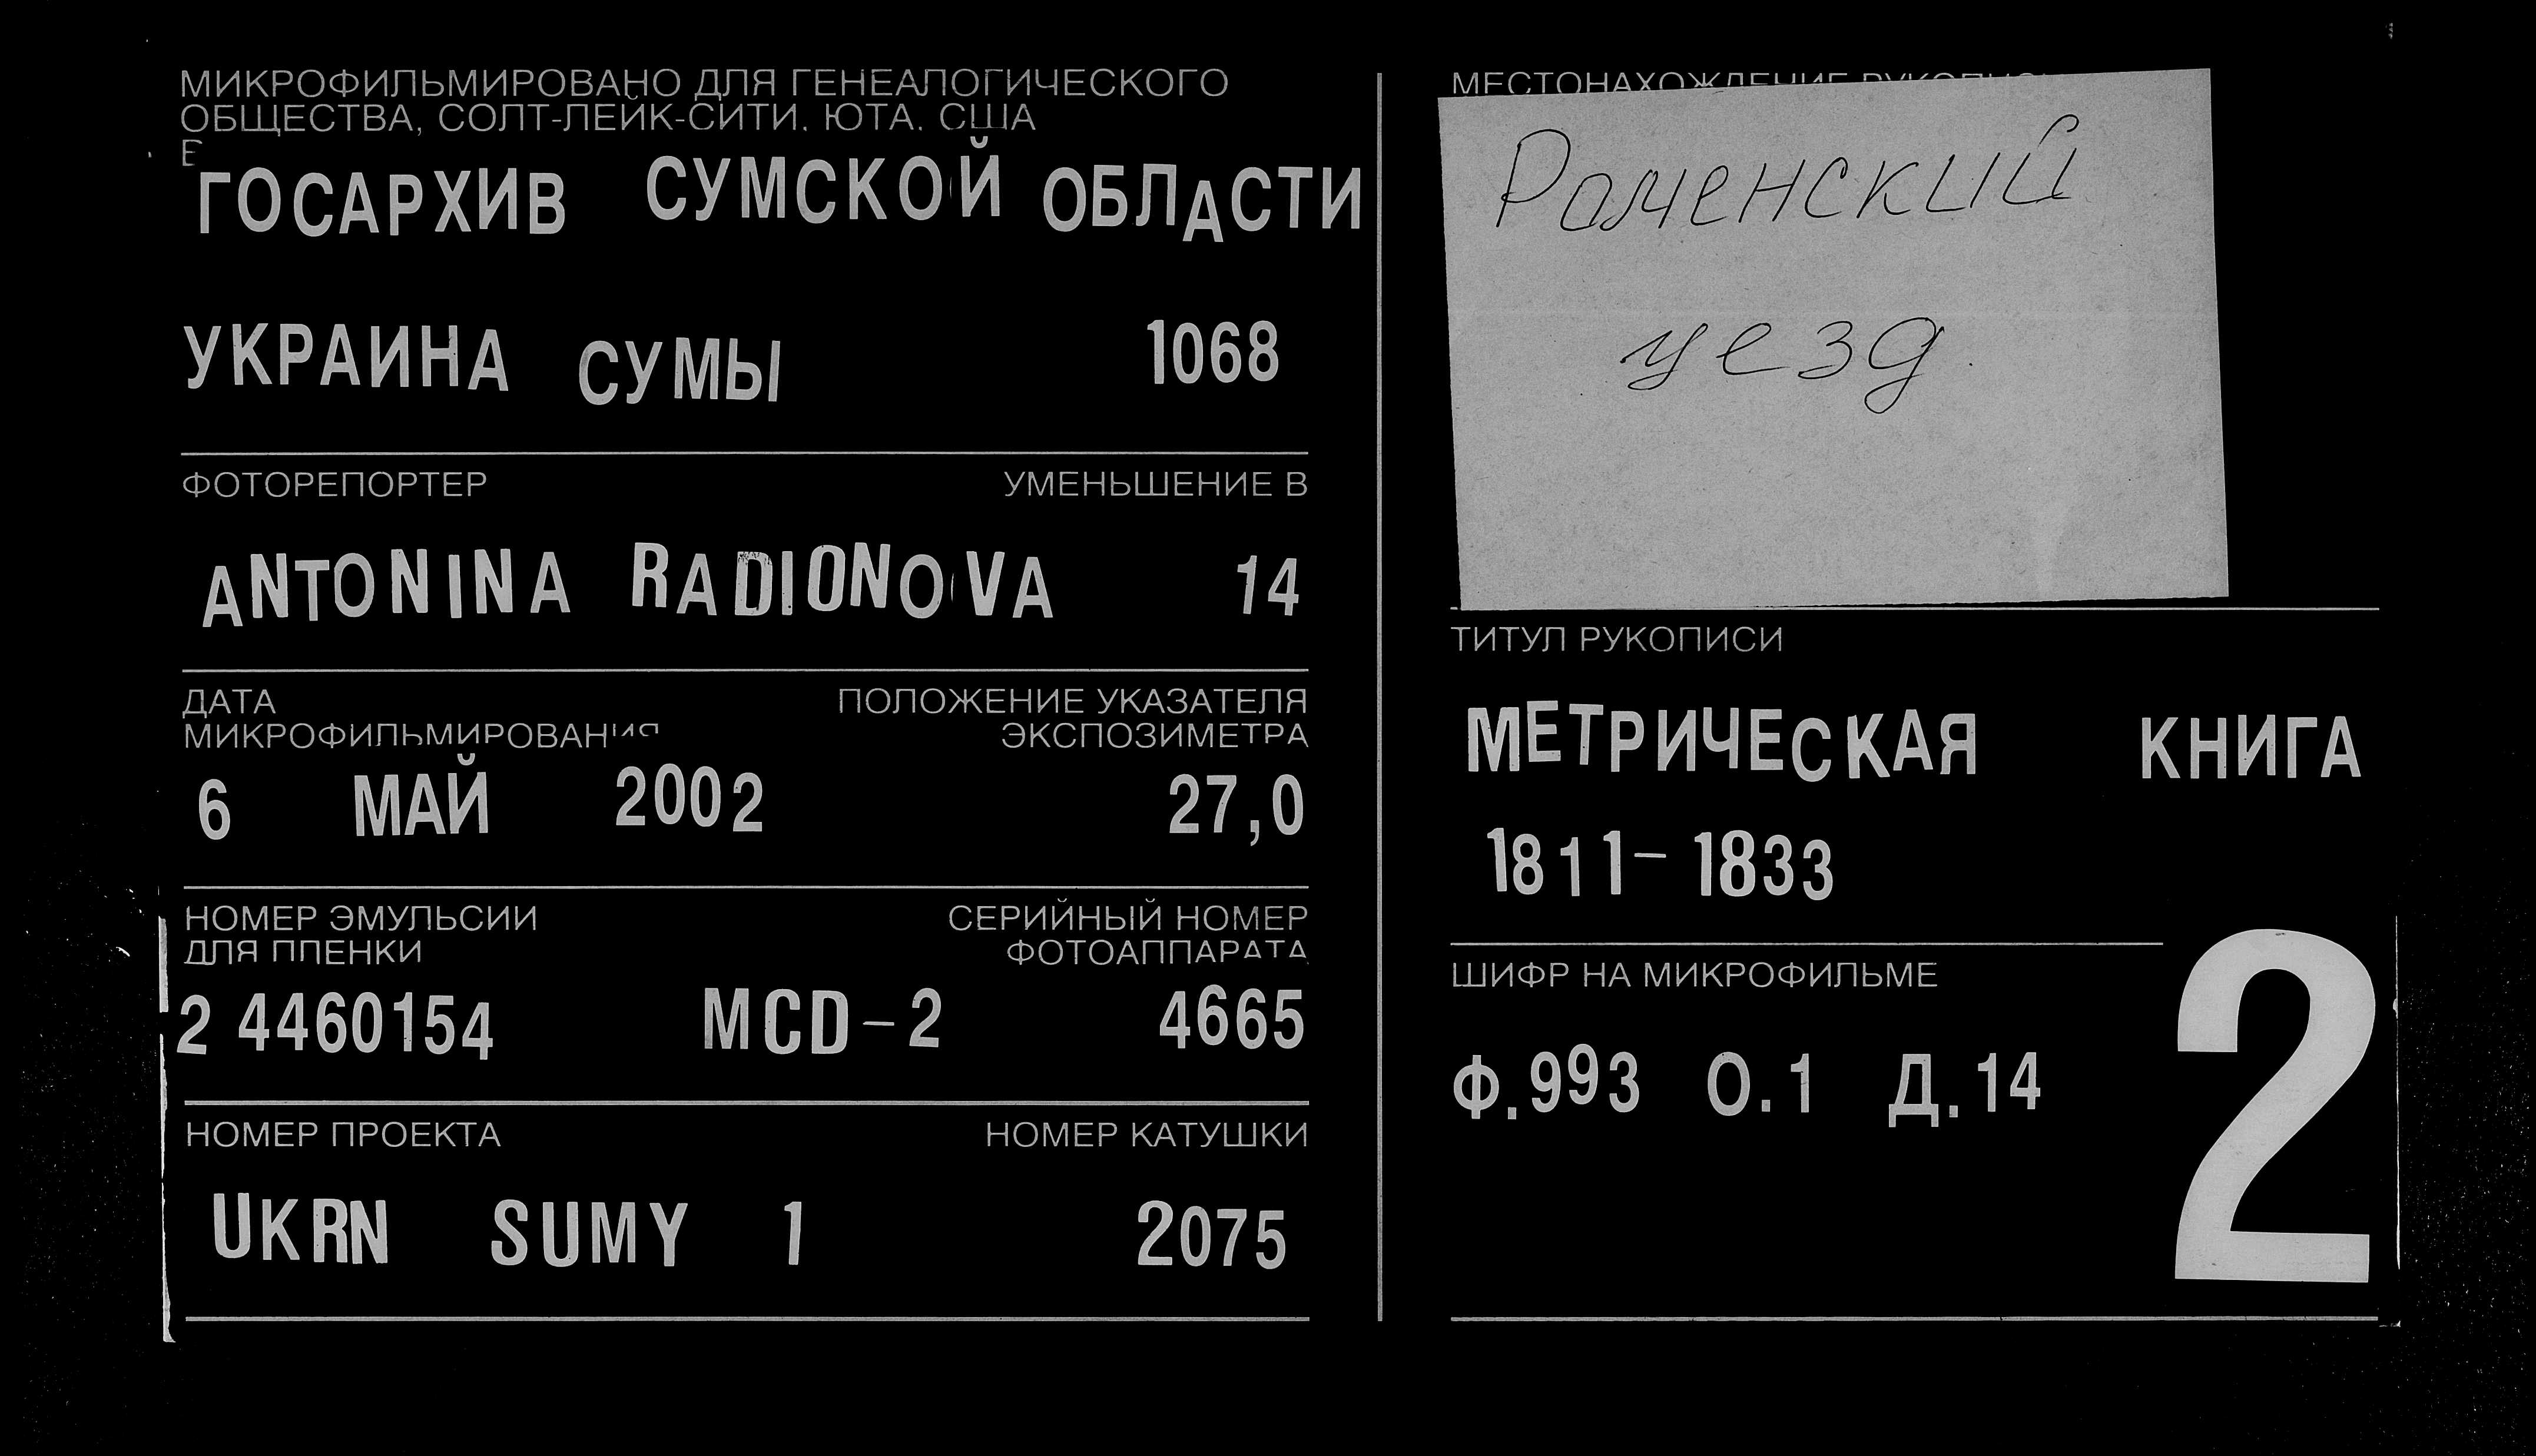 МИКРОФИЛЬМИРОВАНО ДЛЯ ГЕНЕАЛОГИЧЕСКОГО
ОБЩЕСТВА, СОЛТ-ЛЕЙК-СИТИ, ЮТА, США
ГОСАРХИВ СУМСКОЙ ОБЛАСТИ
УКРАИНА СУМЫ 1068
ФОТОРЕПОРТЕР УМЕНЬШЕНИЕ В
ANTONINA RADIONOVA 14
ДАТА ПОЛОЖЕНИЕ УКАЗАТЕЛЯ
МИКРОФИЛЬМИРОВАНИЯ ЭКСПОЗИМЕТРА
6 МАЙ 2002 27,0
НОМЕР ЭМУЛЬСИИ СЕРИЙНЫЙ НОМЕР
ДЛЯ ПЛЕНКИ ФОТОАППАРАТА
2 4460154 MCD-2 4665
НОМЕР ПРОЕКТА НОМЕР КАТУШКИ
UKRN SUMY 1 2075
МЕСТОНАХОЖДЕНИЕ РУКОПИСИ
Роменский
уезд
ТИТУЛ РУКОПИСИ
МЕТРИЧЕСКАЯ КНИГА
1811-1833
ШИФР НА МИКРОФИЛЬМЕ
Ф.993 О.1 Д.14
2